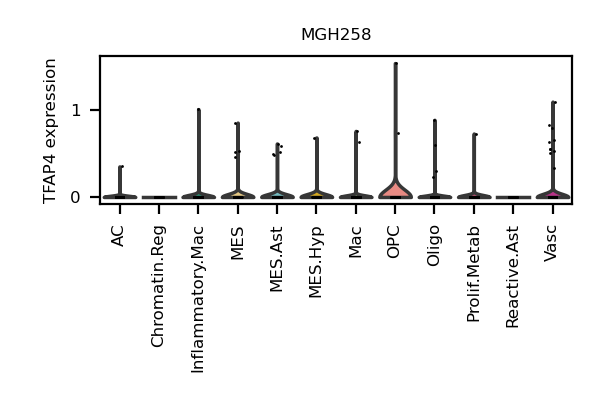 MGH258
TFAP4 expression
1
0
AC
Chromatin.Reg
Inflammatory.Mac
MES
MES.Ast
MES.Hyp
Mac
OPC
Oligo
Prolif.Metab
Reactive.Ast
Vasc